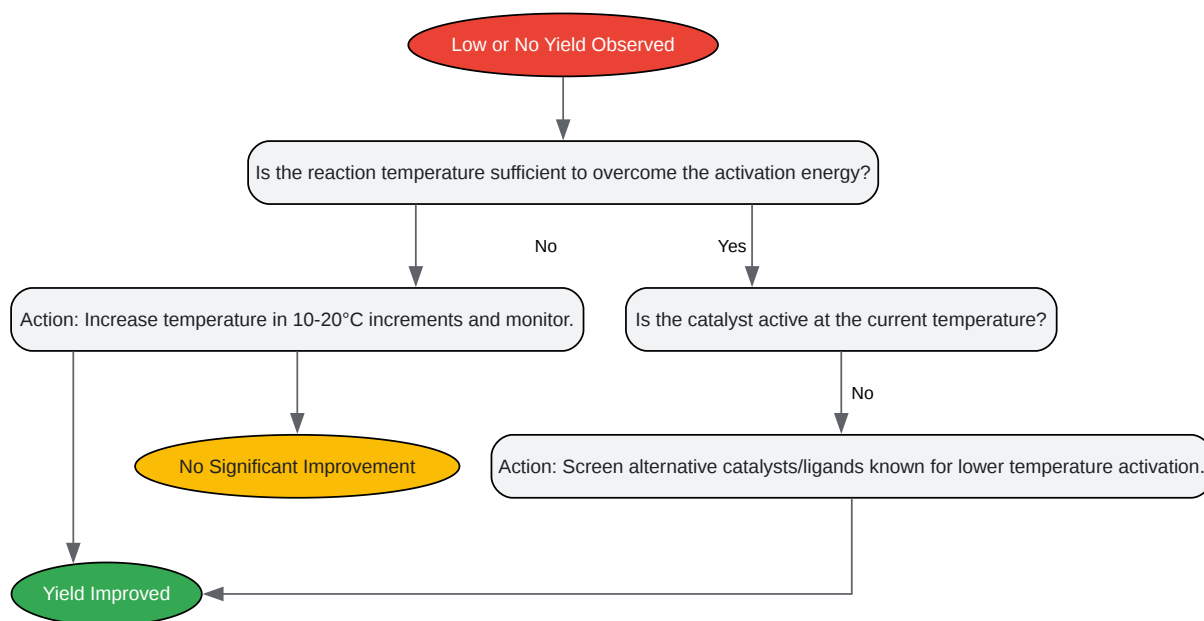 Low or No Yield Observed
Is the reaction temperature sufficient to overcome the activation energy?
No
Yes
Action: Increase temperature in 10-20°C increments and monitor.
Is the catalyst active at the current temperature?
No
No Significant Improvement
Action: Screen alternative catalysts/ligands known for lower temperature activation.
Yield Improved